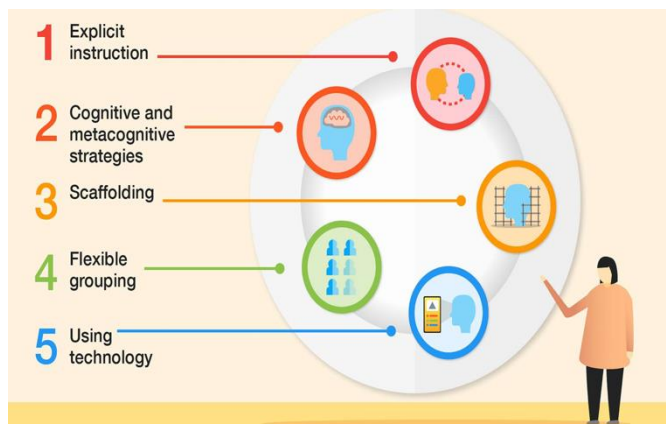 1 Explicit
instruction
2 Cognitive and
metacognitive
strategies
3 Scaffolding
4 Flexible
grouping
5 Using
technology